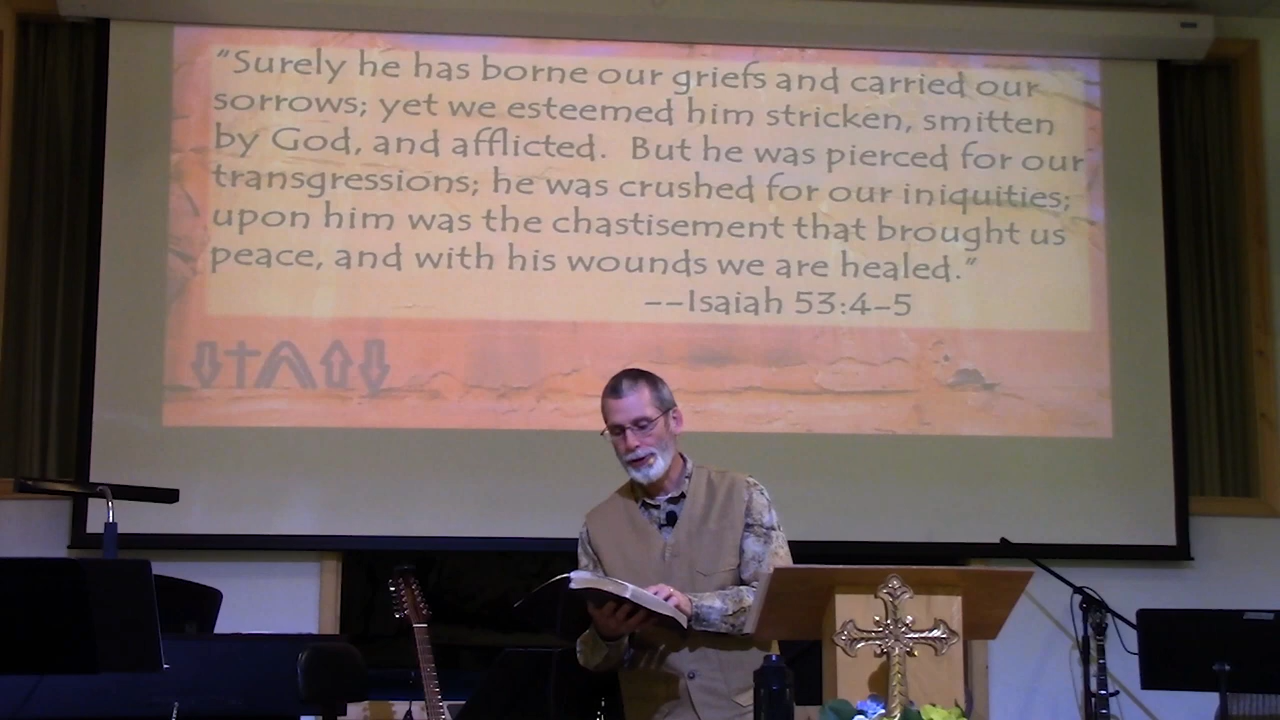 “Surely he has borne our griefs and carried our
sorrows; yet we esteemed him stricken, smitten
by God, and afflicted.  But he was pierced for our
transgressions; he was crushed for our iniquities;
upon him was the chastisement that brought us
peace, and with his wounds we are healed.”
--Isaiah 53:4-5